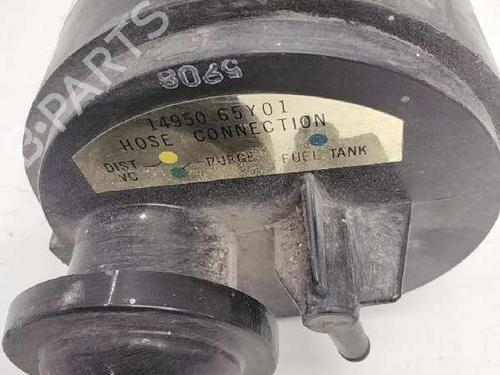 B-PARTS
5908
14950 65Y01
HOSE CONNECTION
DIST PURGE FUEL TANK
VC